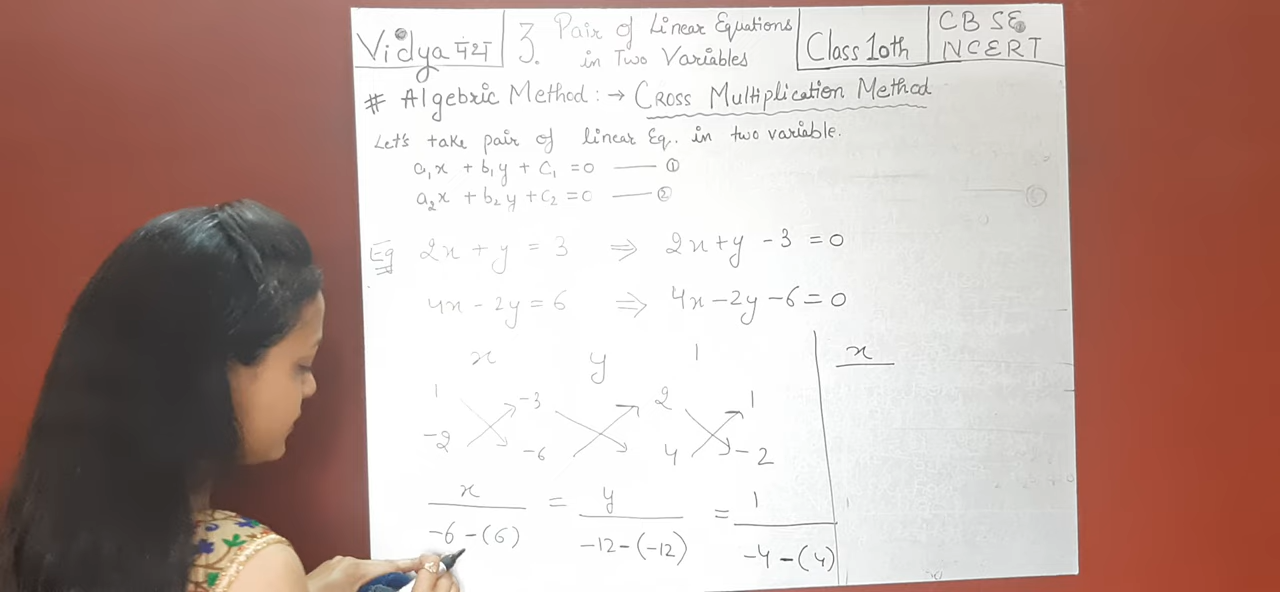 Vidya पंथ
3. Pair of Linear Equations
in Two Variables
Class 10th
CBSE
NCERT
# Algebric Method : → Cross Multiplication Method
Let's take pair of linear Eq. in two variable.
a₁x + b₁y + c₁ = 0 —— ①
a₂x + b₂y + c₂ = 0 —— ②
Eg 2x + y = 3 ⇒ 2x + y - 3 = 0
4x - 2y = 6 ⇒ 4x - 2y - 6 = 0
x y 1
1 -3 2 1
-2 -6 4 -2
x/-6-(6) = y/-12-(-12) = 1/-4-(4)
x